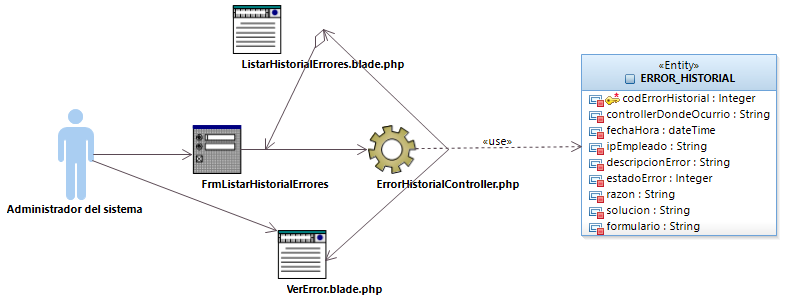 ListarHistorialErrores.blade.php
«Entity»
ERROR_HISTORIAL
codErrorHistorial : Integer
controllerDondeOcurrio : String
fechaHora : dateTime
ipEmpleado : String
descripcionError : String
estadoError : Integer
razon : String
solucion : String
formulario : String
«use»
FrmListarHistorialErrores
ErrorHistorialController.php
Administrador del sistema
VerError.blade.php